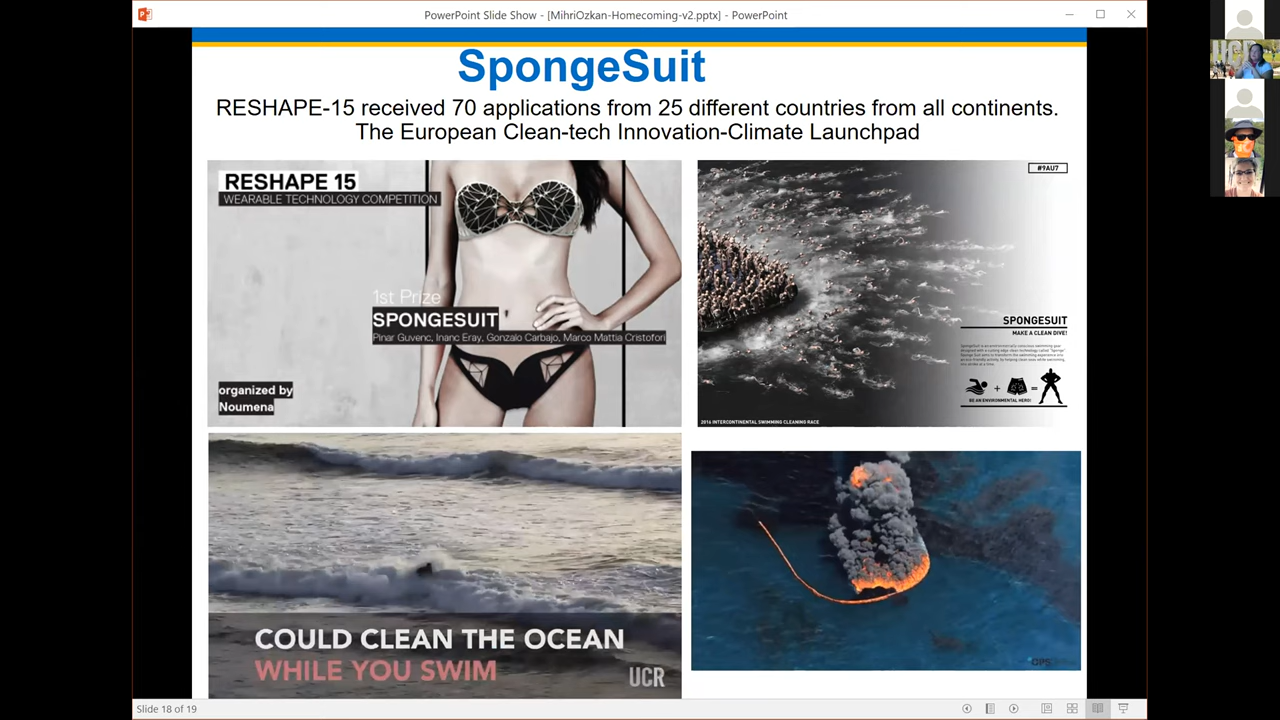 PowerPoint Slide Show - [MihriOzkan-Homecoming-v2.pptx] - PowerPoint
SpongeSuit
RESHAPE-15 received 70 applications from 25 different countries from all continents.
The European Clean-tech Innovation-Climate Launchpad
RESHAPE 15
WEARABLE TECHNOLOGY COMPETITION
1st Prize
SPONGESUIT
Pinar Guvenc, Inanc Eray, Gonzalo Carbajo, Marco Mattia Cristofori
organized by
Noumena
#9AU7
SPONGESUIT
MAKE A CLEAN DIVE!
BE AN ENVIRONMENTAL HERO!
2016 INTERCONTINENTAL SWIMMING CLEANING RACE
COULD CLEAN THE OCEAN
WHILE YOU SWIM
UCR
Slide 18 of 19
UCR